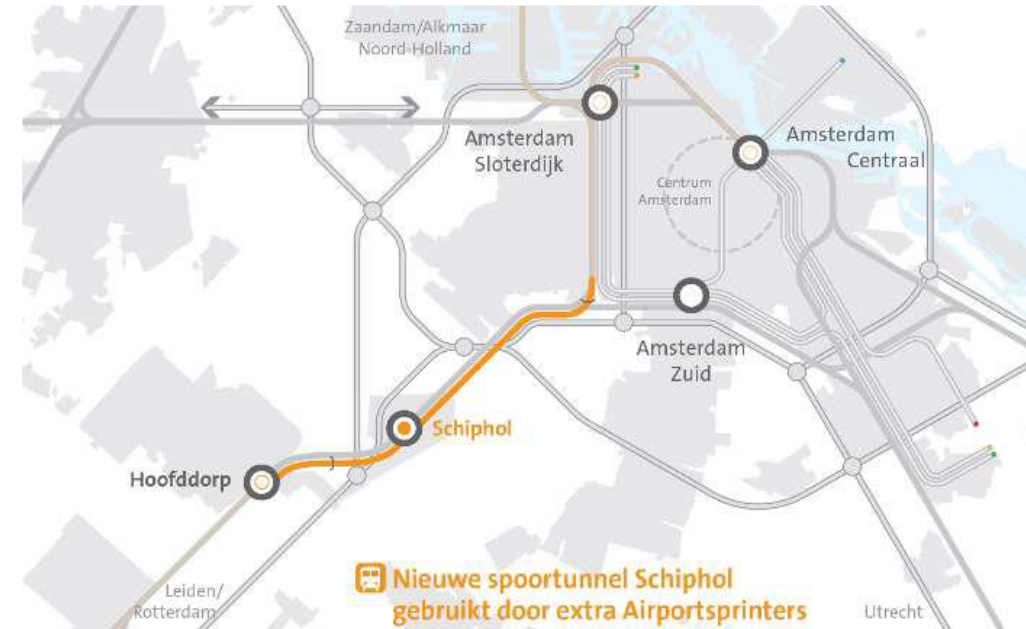 Zaandam/Alkmaar
Noord-Holland
Amsterdam
Sloterdijk
Amsterdam
Centraal
Centrum
Amsterdam
Amsterdam
Zuid
Schiphol
Hoofddorp
Leiden/
Rotterdam
Nieuwe spoortunnel Schiphol
gebruikt door extra Airportsprinters
Utrecht